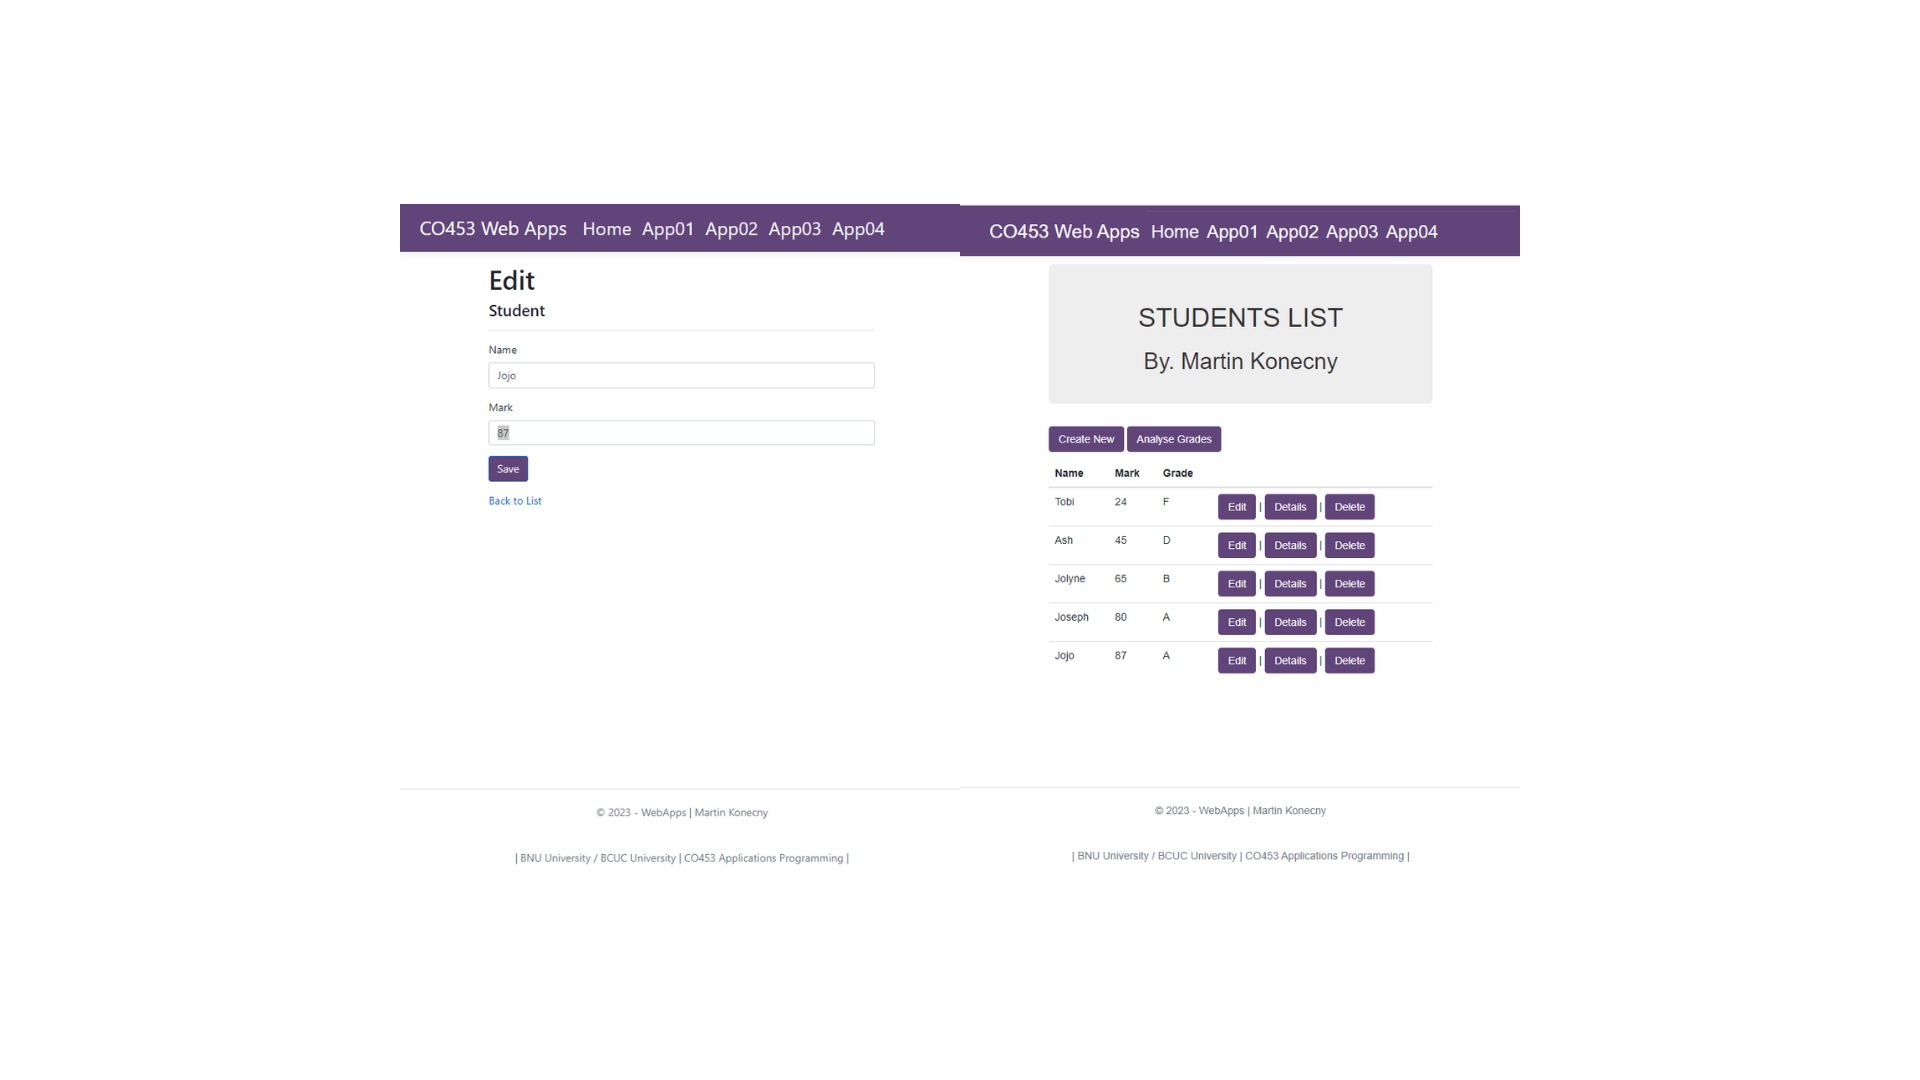 CO453 Web Apps Home App01 App02 App03 App04
Edit
Student
Name
Jojo
Mark
87
Save
Back to List
© 2023 - WebApps | Martin Konecny
| BNU University / BCUC University | CO453 Applications Programming |
CO453 Web Apps Home App01 App02 App03 App04
STUDENTS LIST
By. Martin Konecny
Create New Analyse Grades
Name Mark Grade
Tobi 24 F Edit | Details | Delete
Ash 45 D Edit | Details | Delete
Jolyne 65 B Edit | Details | Delete
Joseph 80 A Edit | Details | Delete
Jojo 87 A Edit | Details | Delete
© 2023 - WebApps | Martin Konecny
| BNU University / BCUC University | CO453 Applications Programming |